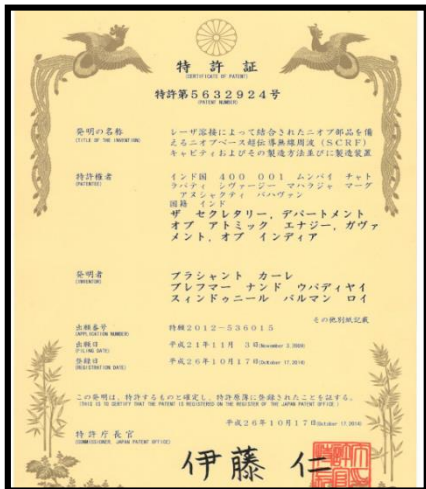 特許証
(CERTIFICATE OF PATENT)
特許第5632924号
(PATENT NUMBER)
発明の名称
(TITLE OF THE INVENTION)
レーザ溶接によって結合されたニオブ部品を備
えるニオブベース超伝導無線周波(SCRF)
キャビティおよびその製造方法並びに製造装置
特許権者
(PATENTEE)
インド国 400 001 ムンバイ チャト
ラパティ シヴァージー マハラジャ マーグ
アヌシャクティ バハヴァン
国籍 インド
ザ セクレタリー,デパートメント
オブ アトミック エナジー,ガヴァ
メント,オブ インディア
発明者
(INVENTOR)
プラシャント カーレ
プレフマー ナンド ウパディヤイ
スィンドゥニール バルマン ロイ
その他別紙記載
出願番号
(APPLICATION NUMBER)
特願2012-536015
出願日
(FILING DATE)
平成21年11月 3日(November 3,2009)
登録日
(REGISTRATION DATE)
平成26年10月17日(October 17,2014)
この発明は、特許するものと確定し、特許原簿に登録されたことを証する。
(THIS IS TO CERTIFY THAT THE PATENT IS REGISTERED ON THE REGISTER OF THE JAPAN PATENT OFFICE.)
平成26年10月17日(October 17,2014)
特許庁長官
(COMMISSIONER, JAPAN PATENT OFFICE)
伊藤 仁